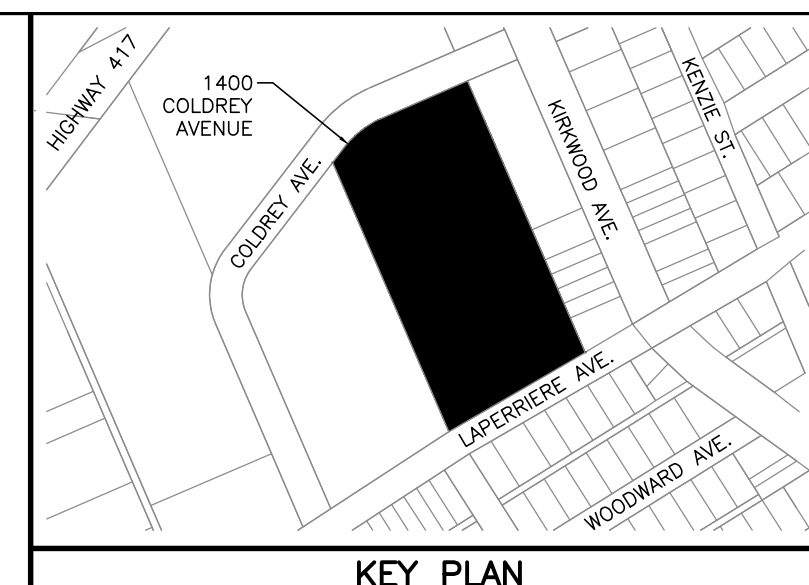 HIGHWAY 417
1400
COLDREY
AVENUE
COLDREY AVE.
KIRKWOOD AVE.
KENZIE ST.
LAPERRIERE AVE.
WOODWARD AVE.
KEY PLAN